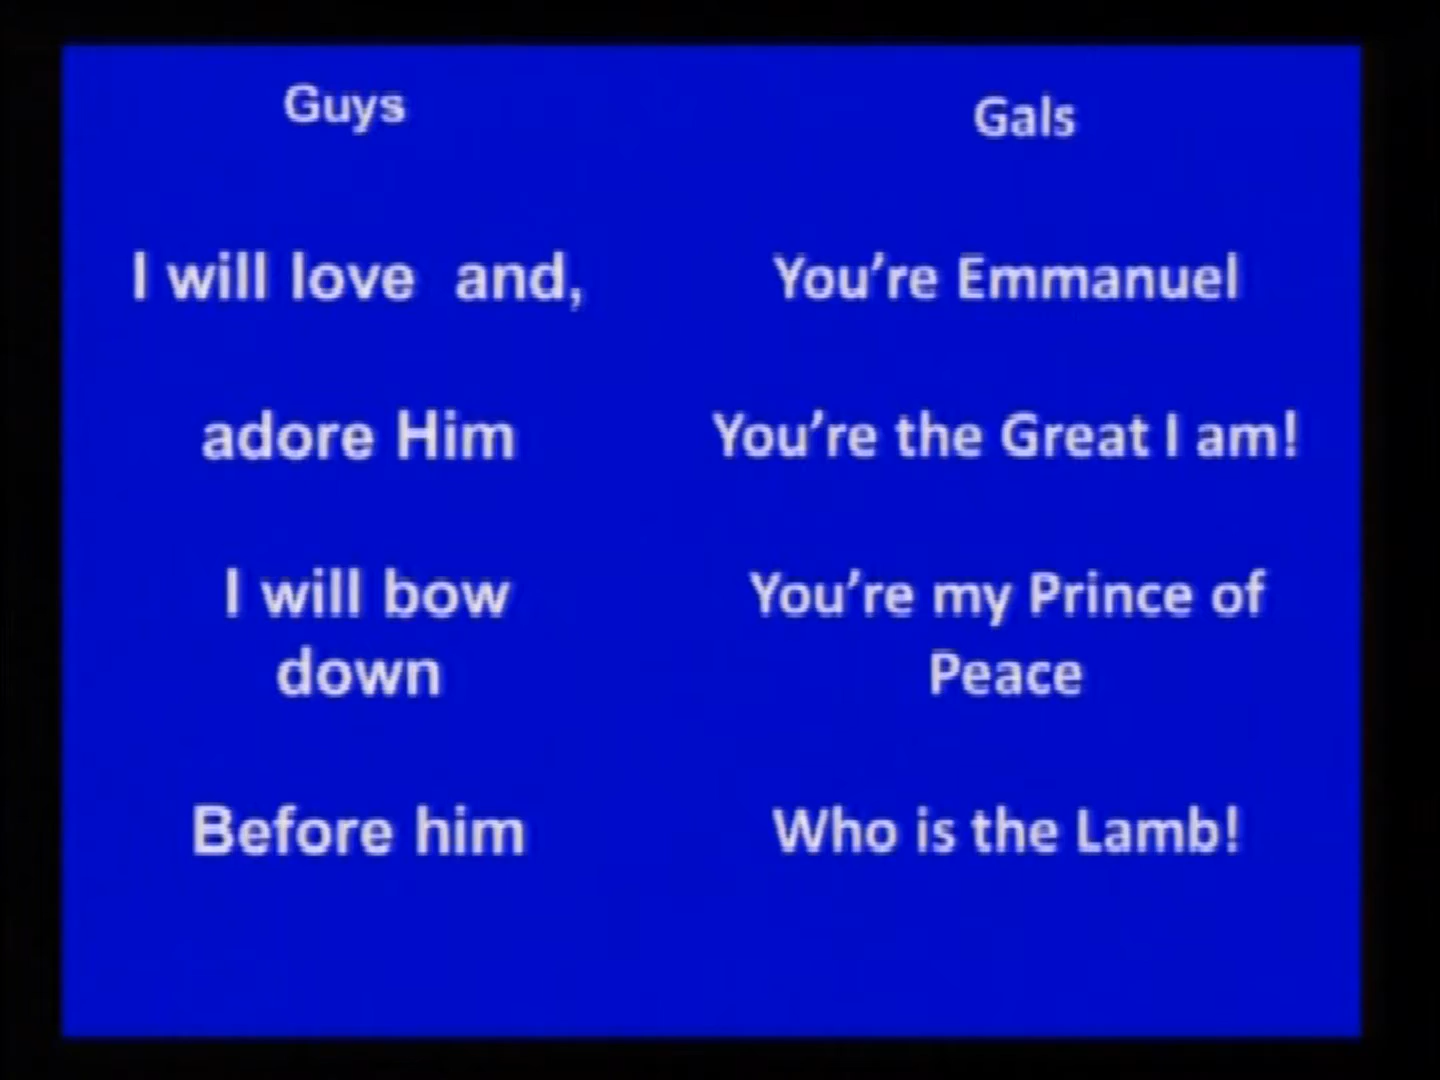 Guys
I will love  and,
adore Him
I will bow
down
Before him
Gals
You’re Emmanuel
You’re the Great I am!
You’re my Prince of
Peace
Who is the Lamb!